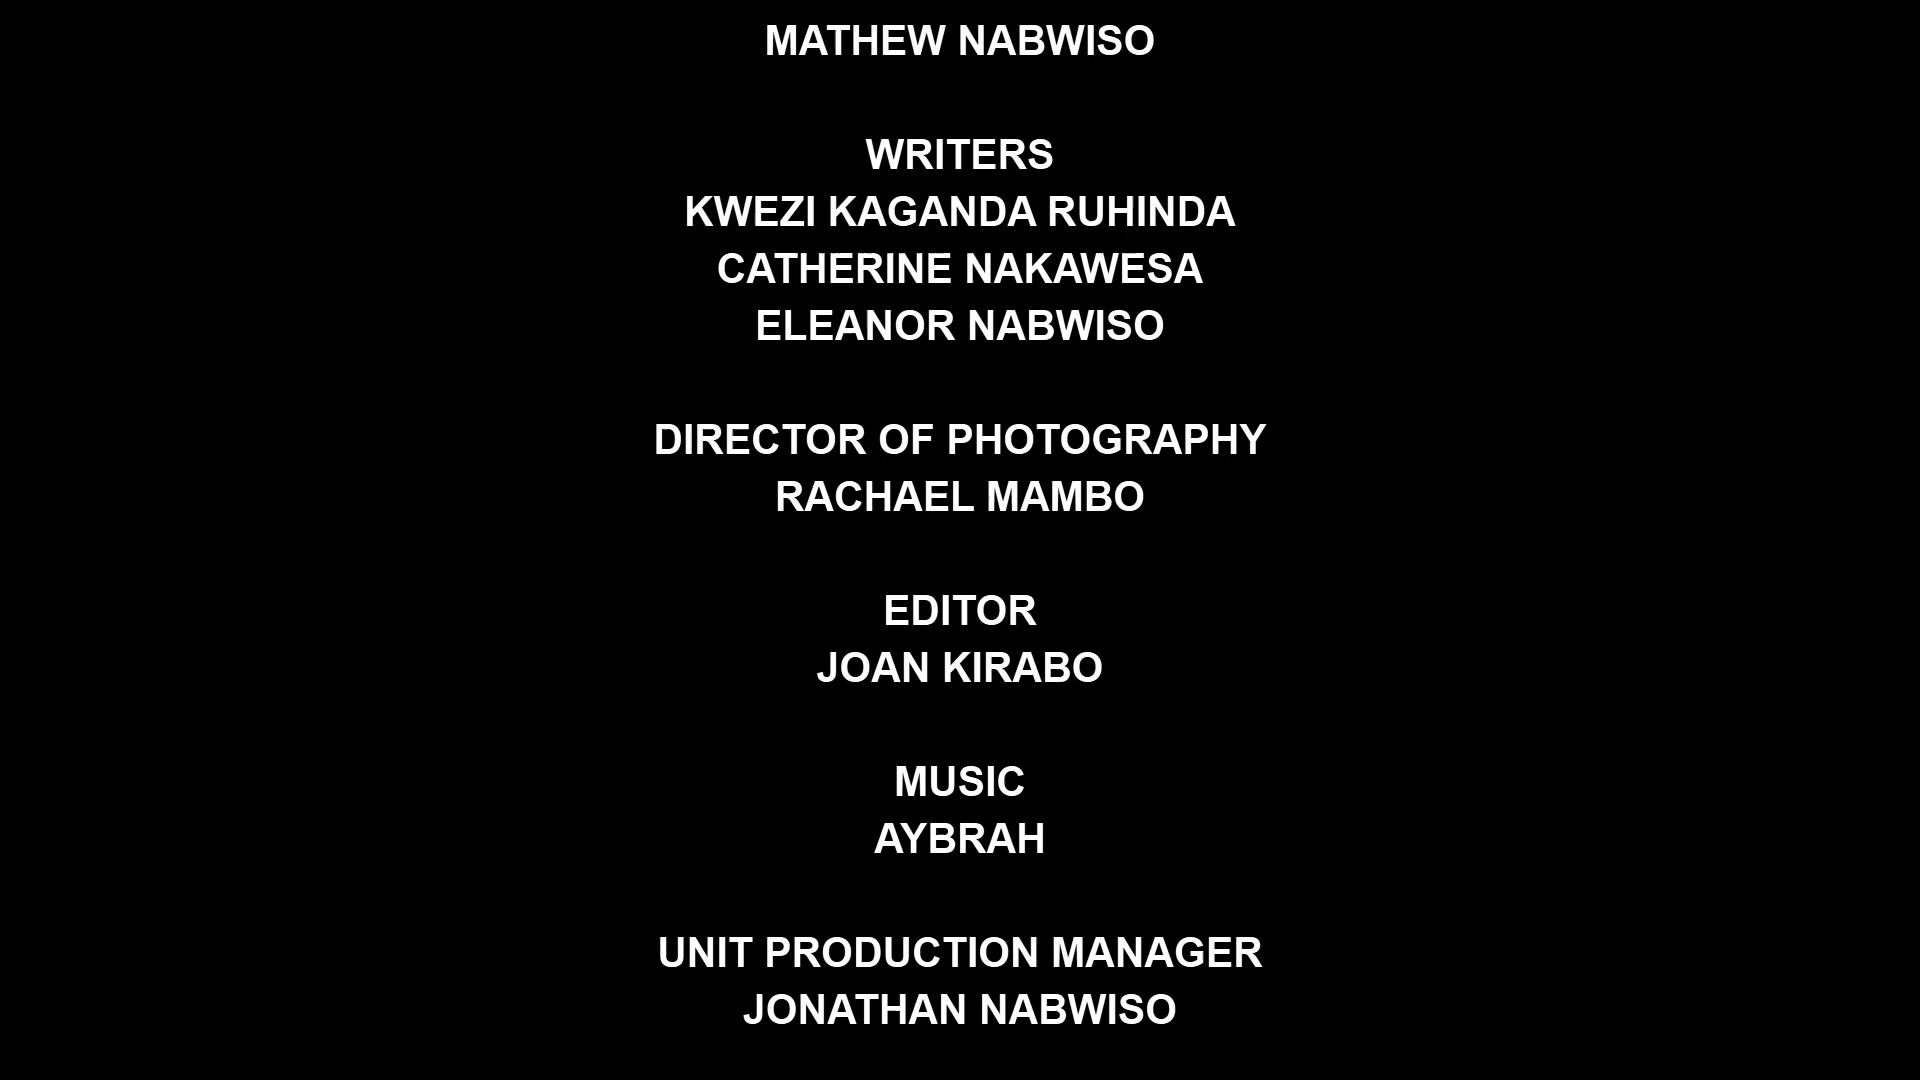 MATHEW NABWISO
WRITERS
KWEZI KAGANDA RUHINDA
CATHERINE NAKAWESA
ELEANOR NABWISO
DIRECTOR OF PHOTOGRAPHY
RACHAEL MAMBO
EDITOR
JOAN KIRABO
MUSIC
AYBRAH
UNIT PRODUCTION MANAGER
JONATHAN NABWISO